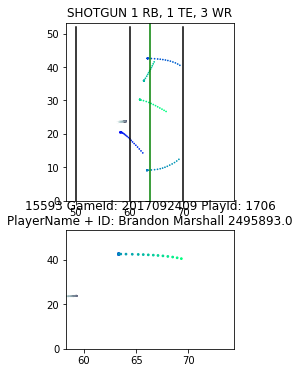 SHOTGUN 1 RB, 1 TE, 3 WR
50
40
30
20
10
0
50 60 70
15593 GameId: 2017092409 PlayId: 1706
PlayerName + ID: Brandon Marshall 2495893.0
40
20
0
60 65 70